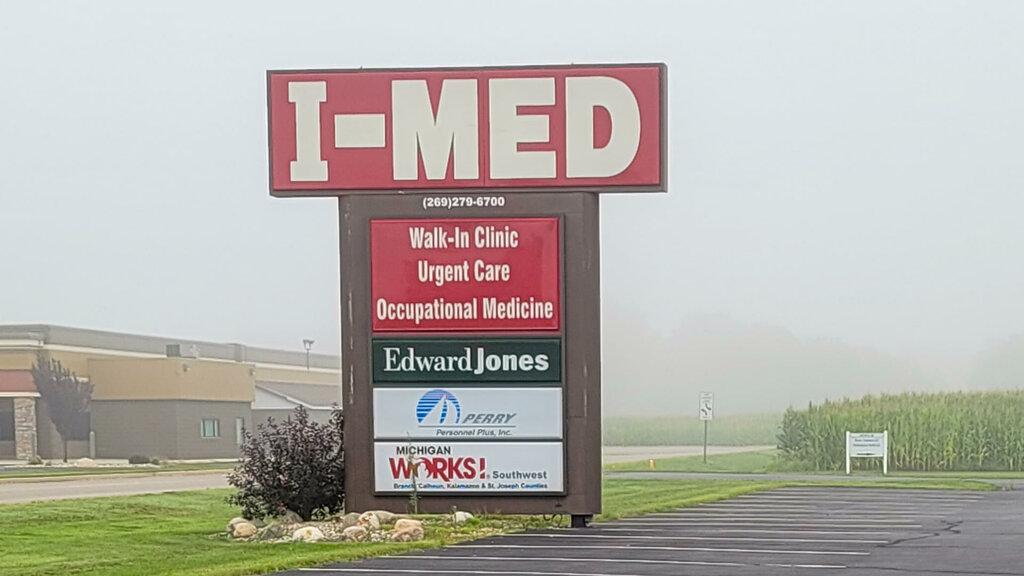 I-MED
(269)279-6700
Walk-In Clinic
Urgent Care
Occupational Medicine
Edward Jones
PERRY
Personnel Plus, Inc.
MICHIGAN
WORKS! Southwest
Branch, Calhoun, Kalamazoo & St. Joseph Counties